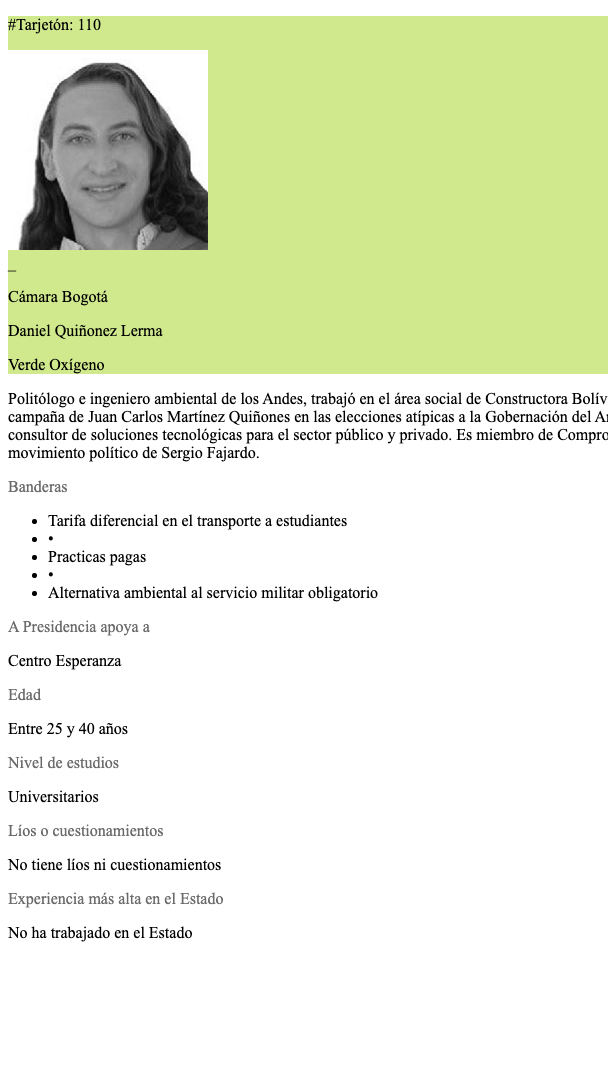 #Tarjetón: 110
_
Cámara Bogotá
Daniel Quiñonez Lerma
Verde Oxígeno
Politólogo e ingeniero ambiental de los Andes, trabajó en el área social de Constructora
campaña de Juan Carlos Martínez Quiñones en las elecciones atípicas a la Gobernación del
consultor de soluciones tecnológicas para el sector público y privado. Es miembro de
movimiento político de Sergio Fajardo.
Banderas
• Tarifa diferencial en el transporte a estudiantes
• •
• Practicas pagas
• •
• Alternativa ambiental al servicio militar obligatorio
A Presidencia apoya a
Centro Esperanza
Edad
Entre 25 y 40 años
Nivel de estudios
Universitarios
Líos o cuestionamientos
No tiene líos ni cuestionamientos
Experiencia más alta en el Estado
No ha trabajado en el Estado